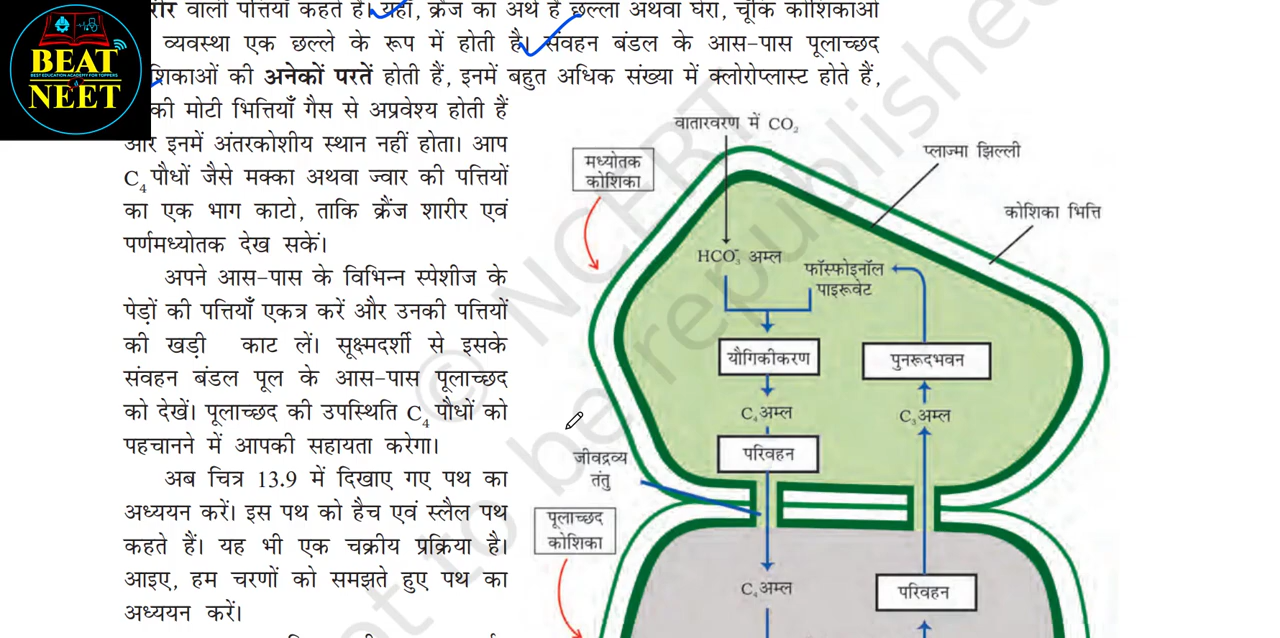 वाली पत्तियाँ कहते हैं। यहाँ, क्रैंज का अर्थ है छल्ला अथवा घेरा, चूँकि कोशिकाओं
व्यवस्था एक छल्ले के रूप में होती है। संवहन बंडल के आस-पास पूलाच्छद
की अनेकों परतें होती हैं, इनमें बहुत अधिक संख्या में क्लोरोप्लास्ट होते हैं,
की मोटी भित्तियाँ गैस से अप्रवेश्य होती हैं
और इनमें अंतरकोशीय स्थान नहीं होता। आप
C4 पौधों जैसे मक्का अथवा ज्वार की पत्तियों
का एक भाग काटो, ताकि क्रैंज शारीर एवं
पर्णमध्योतक देख सकें।
अपने आस-पास के विभिन्न स्पेशीज के
पेड़ों की पत्तियाँ एकत्र करें और उनकी पत्तियों
की खड़ी काट लें। सूक्ष्मदर्शी से इसके
संवहन बंडल पूल के आस-पास पूलाच्छद
को देखें। पूलाच्छद की उपस्थिति C4 पौधों को
पहचानने में आपकी सहायता करेगा।
अब चित्र 13.9 में दिखाए गए पथ का
अध्ययन करें। इस पथ को हैच एवं स्लैल पथ
कहते हैं। यह भी एक चक्रीय प्रक्रिया है।
आइए, हम चरणों को समझते हुए पथ का
अध्ययन करें।
BEAT
BEST EDUCATION ACADEMY FOR TOPPERS
NEET
वातारवरण में CO2
मध्योतक
कोशिका
प्लाज्मा झिल्ली
कोशिका भित्ति
HCO3- अम्ल
फॉस्फोइनॉल
पाइरूवेट
यौगिकीकरण
पुनरूदभवन
C4 अम्ल
C3 अम्ल
परिवहन
जीवद्रव्य
तंतु
पूलाच्छद
कोशिका
C4 अम्ल
परिवहन
© NCERT
not to be republished